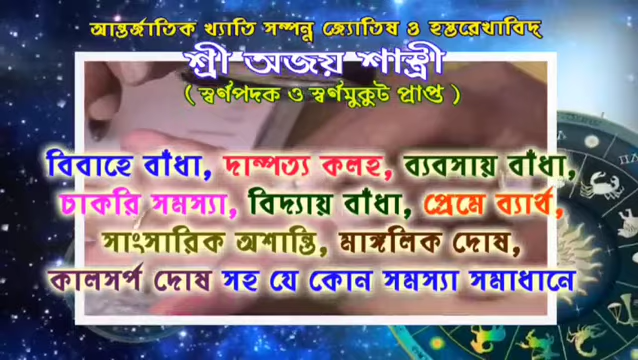 আন্তর্জাতিক খ্যাতি সম্পন্ন জ্যোতিষ ও হস্তরেখাবিদ্
শ্রী অজয় শাস্ত্রী
( স্বর্ণপদক ও স্বর্ণমুকুট প্রাপ্ত )
বিবাহে বাঁধা, দাম্পত্য কলহ, ব্যবসায় বাঁধা,
চাকরি সমস্যা, বিদ্যায় বাঁধা, প্রেমে ব্যার্থ,
সাংসারিক অশান্তি, মাঙ্গলিক দোষ,
কালসর্প দোষ সহ যে কোন সমস্যা সমাধানে